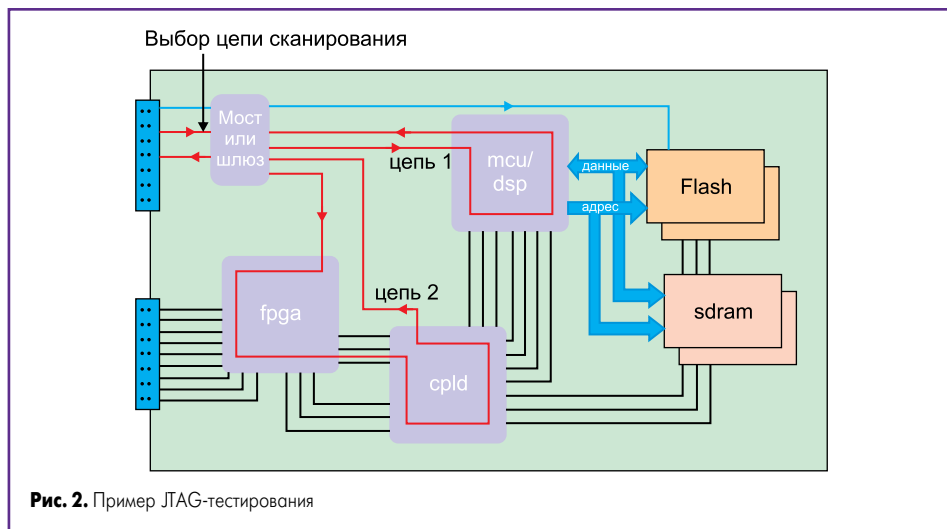 Выбор цепи сканирования
Мост
или
шлюз
цепь 1
mcu/
dsp
данные
адрес
Flash
sdram
цепь 2
fpga
cpld
Рис. 2. Пример JTAG-тестирования